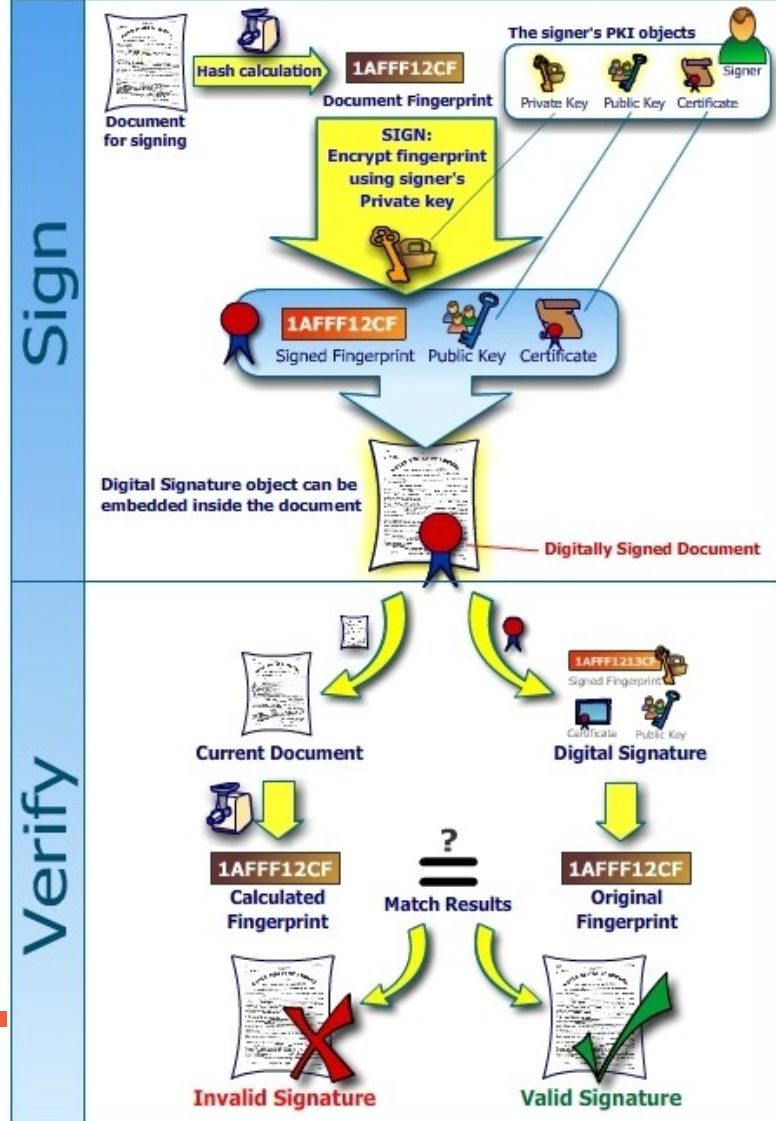 Sign
The signer's PKI objects
Signer
Private Key
Public Key
Certificate
Hash calculation
1AFFF12CF
Document Fingerprint
Document
for signing
SIGN:
Encrypt fingerprint
using signer's
Private key
1AFFF12CF
Signed Fingerprint
Public Key
Certificate
Digital Signature object can be
embedded inside the document
Digitally Signed Document
Verify
1AFFF1213CF
Signed Fingerprint
Certificate
Public Key
Current Document
Digital Signature
1AFFF12CF
Calculated
Fingerprint
?
=
Match Results
1AFFF12CF
Original
Fingerprint
Invalid Signature
Valid Signature